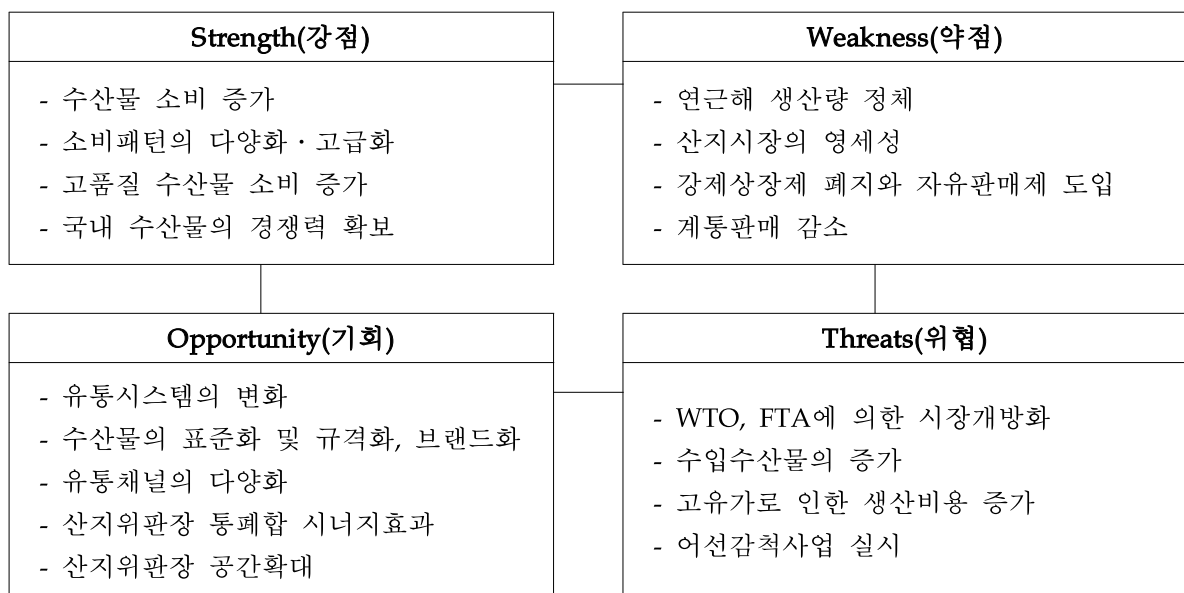 Strength(강점)
- 수산물 소비 증가
- 소비패턴의 다양화 · 고급화
- 고품질 수산물 소비 증가
- 국내 수산물의 경쟁력 확보
Weakness(약점)
- 연근해 생산량 정체
- 산지시장의 영세성
- 강제상장제 폐지와 자유판매제 도입
- 계통판매 감소
Opportunity(기회)
- 유통시스템의 변화
- 수산물의 표준화 및 규격화, 브랜드화
- 유통채널의 다양화
- 산지위판장 통폐합 시너지효과
- 산지위판장 공간확대
Threats(위협)
- WTO, FTA에 의한 시장개방화
- 수입수산물의 증가
- 고유가로 인한 생산비용 증가
- 어선감척사업 실시